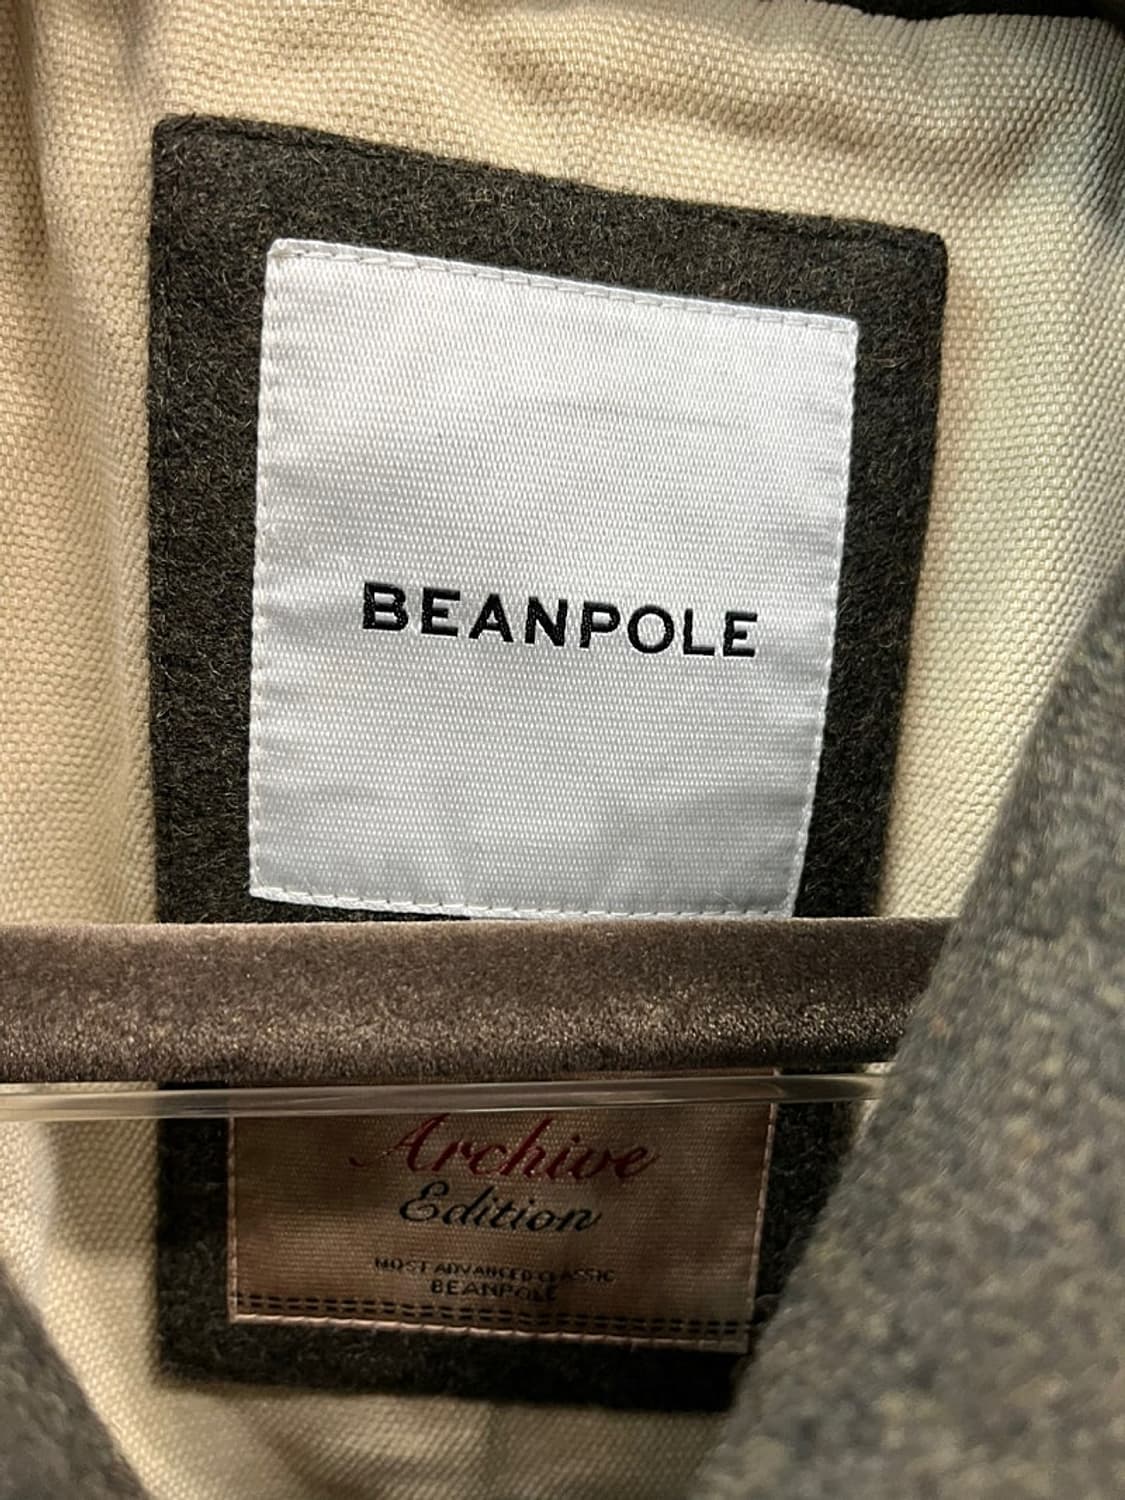 BEANPOLE
Archive
Edition
MOST ADVANCED CLASSIC
BEANPOLE